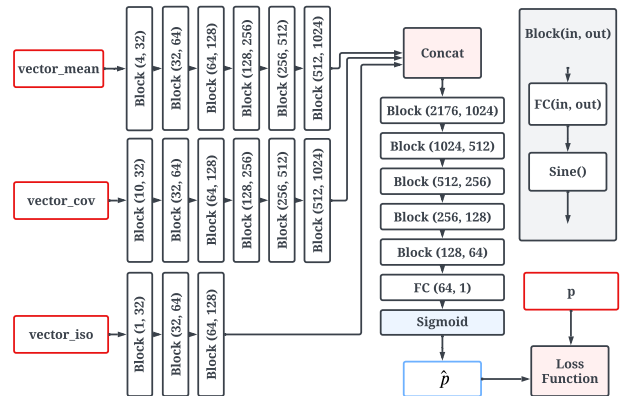 vector_mean
Block (4, 32)
Block (32, 64)
Block (64, 128)
Block (128, 256)
Block (256, 512)
Block (512, 1024)
vector_cov
Block (10, 32)
Block (32, 64)
Block (64, 128)
Block (128, 256)
Block (256, 512)
Block (512, 1024)
vector_iso
Block (1, 32)
Block (32, 64)
Block (64, 128)
Concat
Block (2176, 1024)
Block (1024, 512)
Block (512, 256)
Block (256, 128)
Block (128, 64)
FC (64, 1)
Sigmoid
p̂
Block(in, out)
FC(in, out)
Sine()
p
Loss
Function